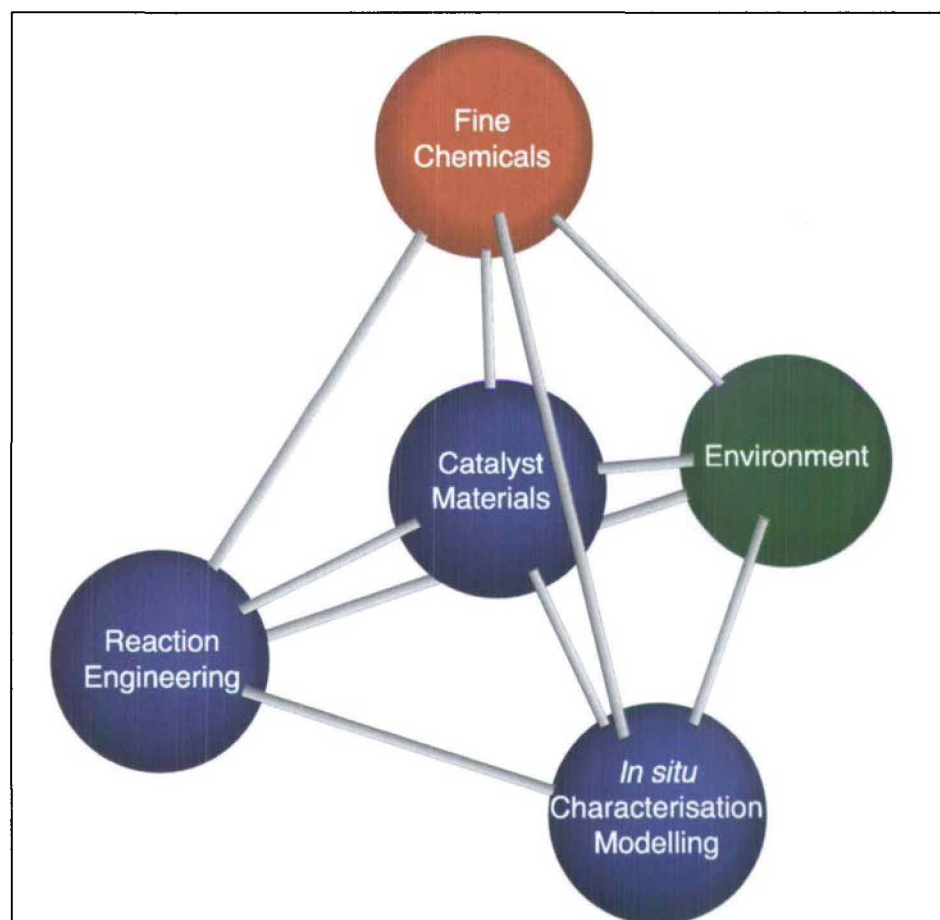 Fine
Chemicals
Catalyst
Materials
Environment
Reaction
Engineering
In situ
Characterisation
Modelling